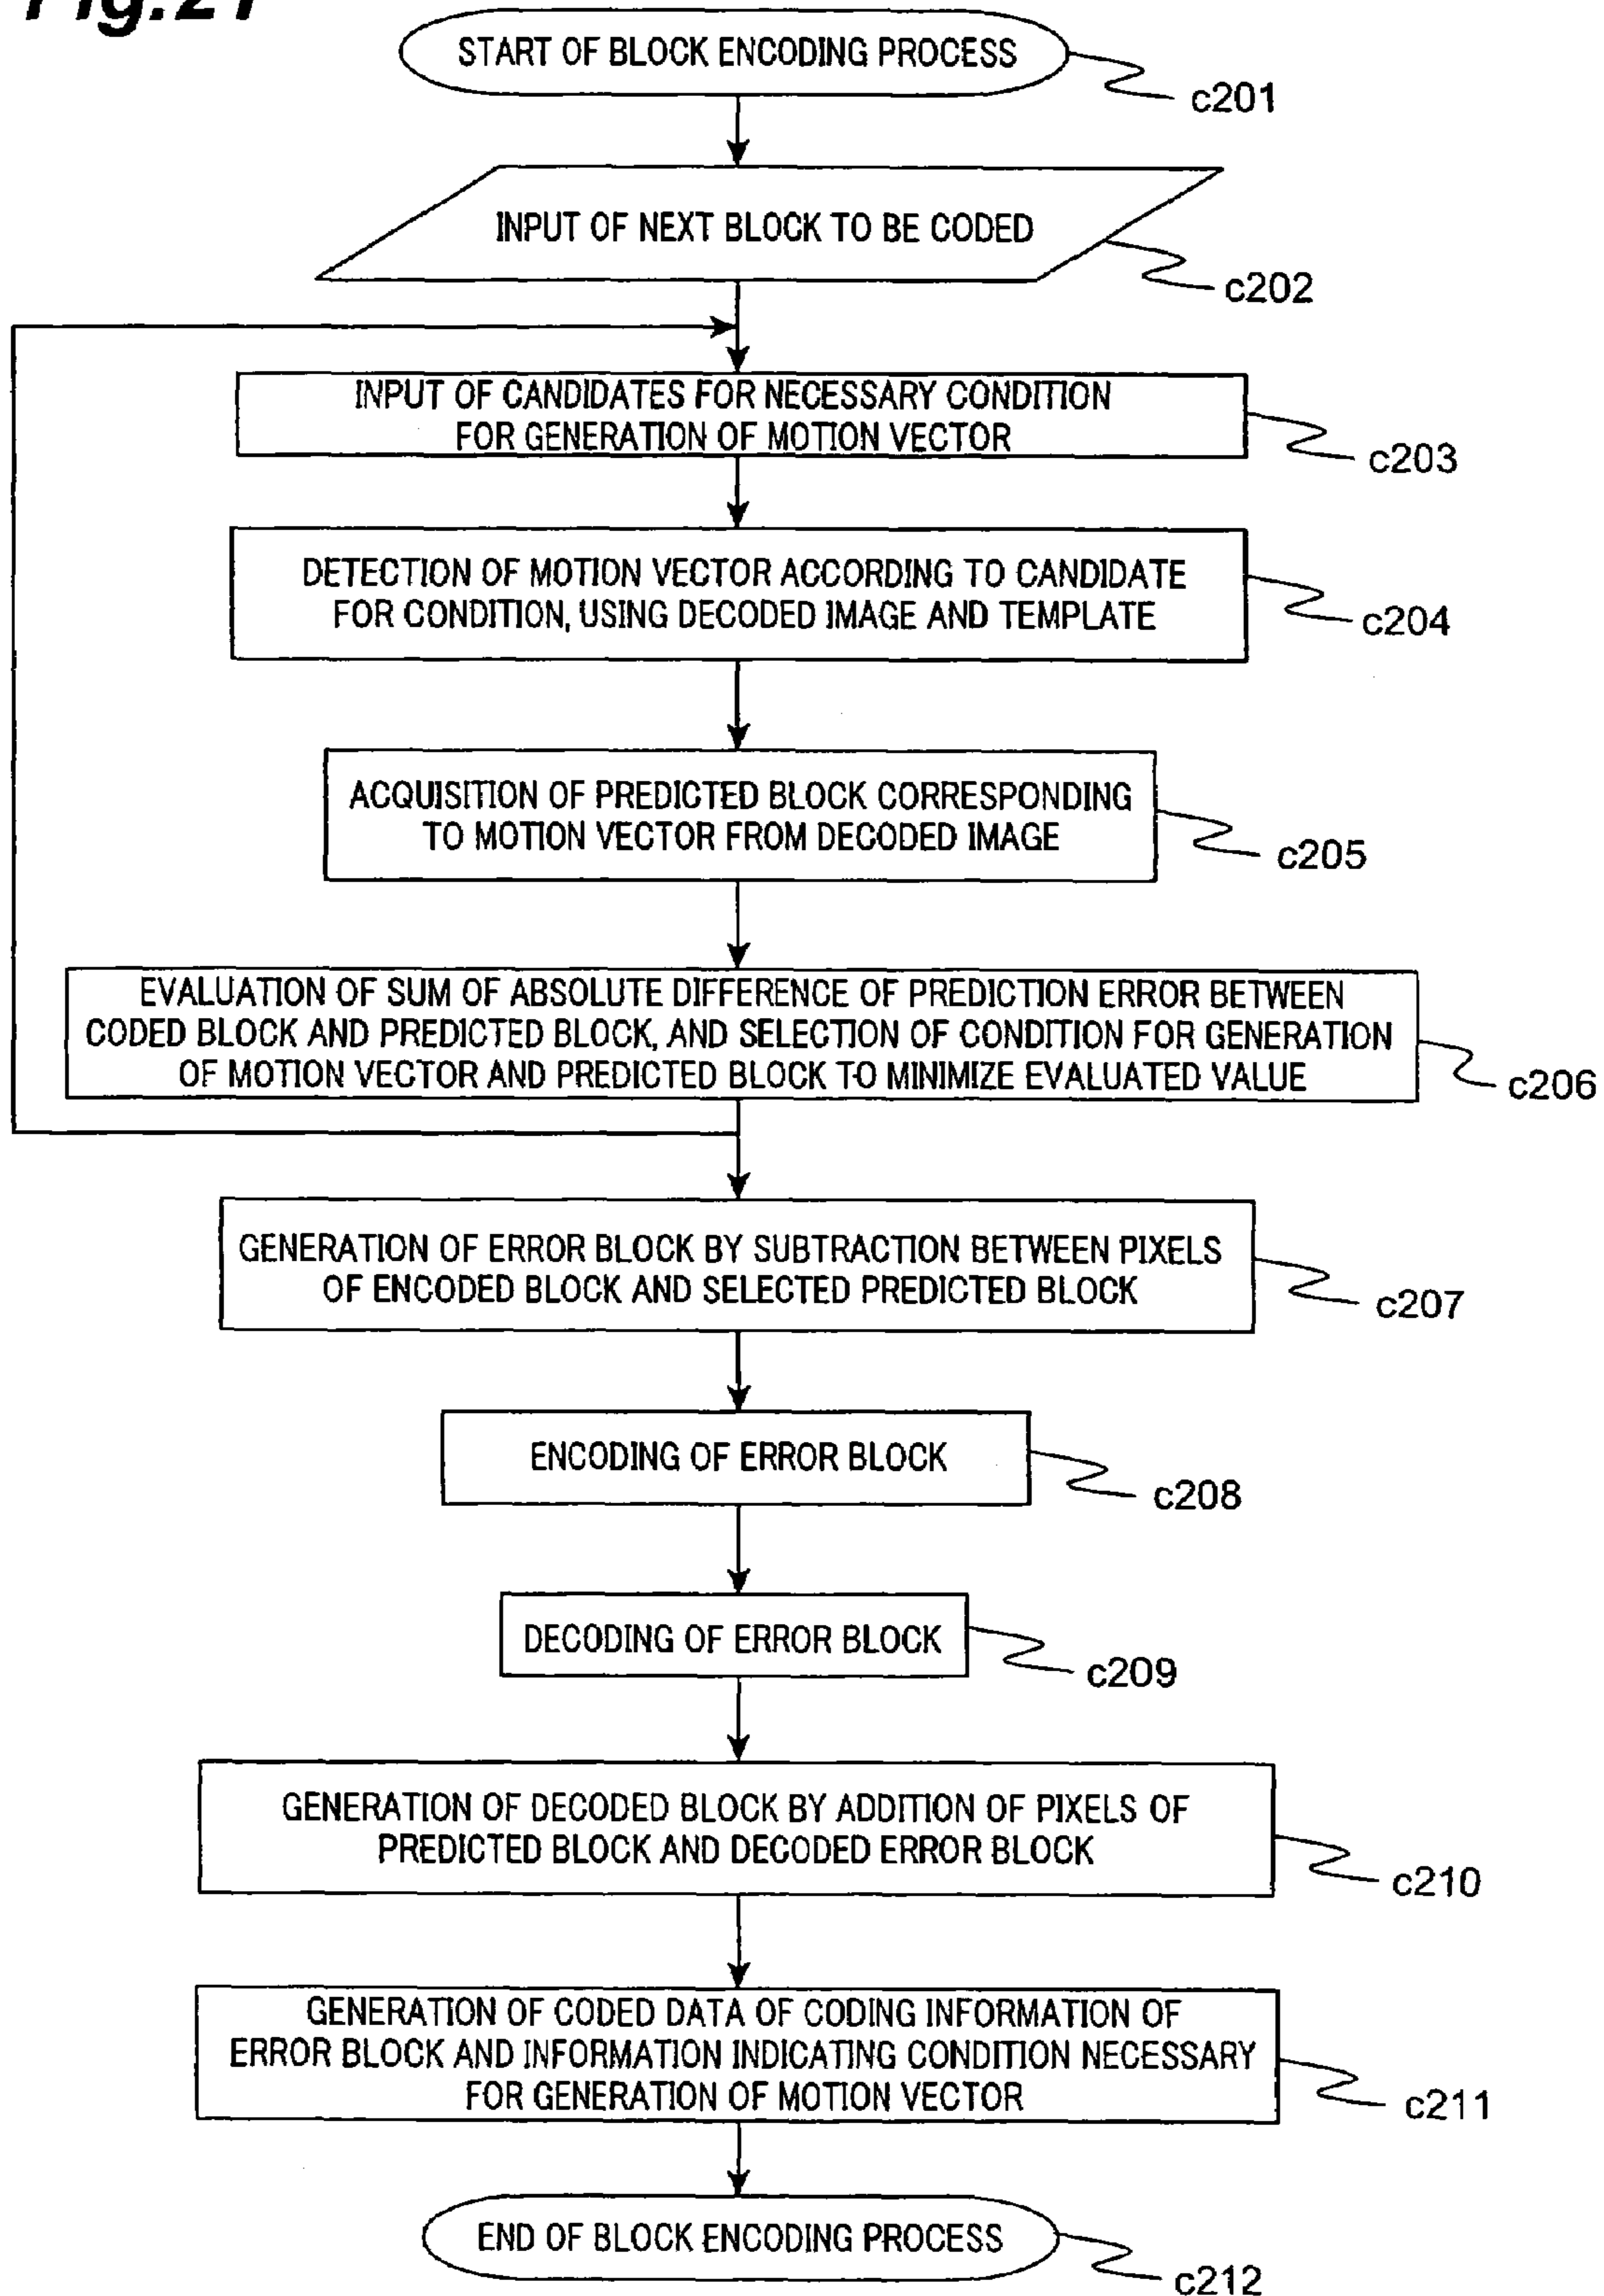 Fig.21
START OF BLOCK ENCODING PROCESS
c201
INPUT OF NEXT BLOCK TO BE CODED
c202
INPUT OF CANDIDATES FOR NECESSARY CONDITION
FOR GENERATION OF MOTION VECTOR
c203
DETECTION OF MOTION VECTOR ACCORDING TO CANDIDATE
FOR CONDITION, USING DECODED IMAGE AND TEMPLATE
c204
ACQUISITION OF PREDICTED BLOCK CORRESPONDING
TO MOTION VECTOR FROM DECODED IMAGE
c205
EVALUATION OF SUM OF ABSOLUTE DIFFERENCE OF PREDICTION ERROR BETWEEN
CODED BLOCK AND PREDICTED BLOCK, AND SELECTION OF CONDITION FOR GENERATION
OF MOTION VECTOR AND PREDICTED BLOCK TO MINIMIZE EVALUATED VALUE
c206
GENERATION OF ERROR BLOCK BY SUBTRACTION BETWEEN PIXELS
OF ENCODED BLOCK AND SELECTED PREDICTED BLOCK
c207
ENCODING OF ERROR BLOCK
c208
DECODING OF ERROR BLOCK
c209
GENERATION OF DECODED BLOCK BY ADDITION OF PIXELS OF
PREDICTED BLOCK AND DECODED ERROR BLOCK
c210
GENERATION OF CODED DATA OF CODING INFORMATION OF
ERROR BLOCK AND INFORMATION INDICATING CONDITION NECESSARY
FOR GENERATION OF MOTION VECTOR
c211
END OF BLOCK ENCODING PROCESS
c212